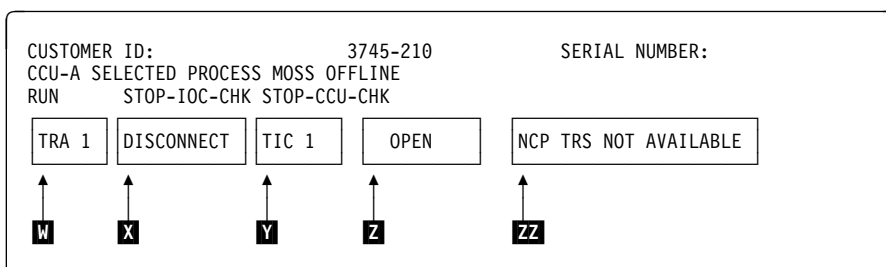 CUSTOMER ID: 3745-210 SERIAL NUMBER:
CCU-A SELECTED PROCESS MOSS OFFLINE
RUN STOP-IOC-CHK STOP-CCU-CHK
TRA 1 DISCONNECT TIC 1 OPEN NCP TRS NOT AVAILABLE
W X Y Z ZZ